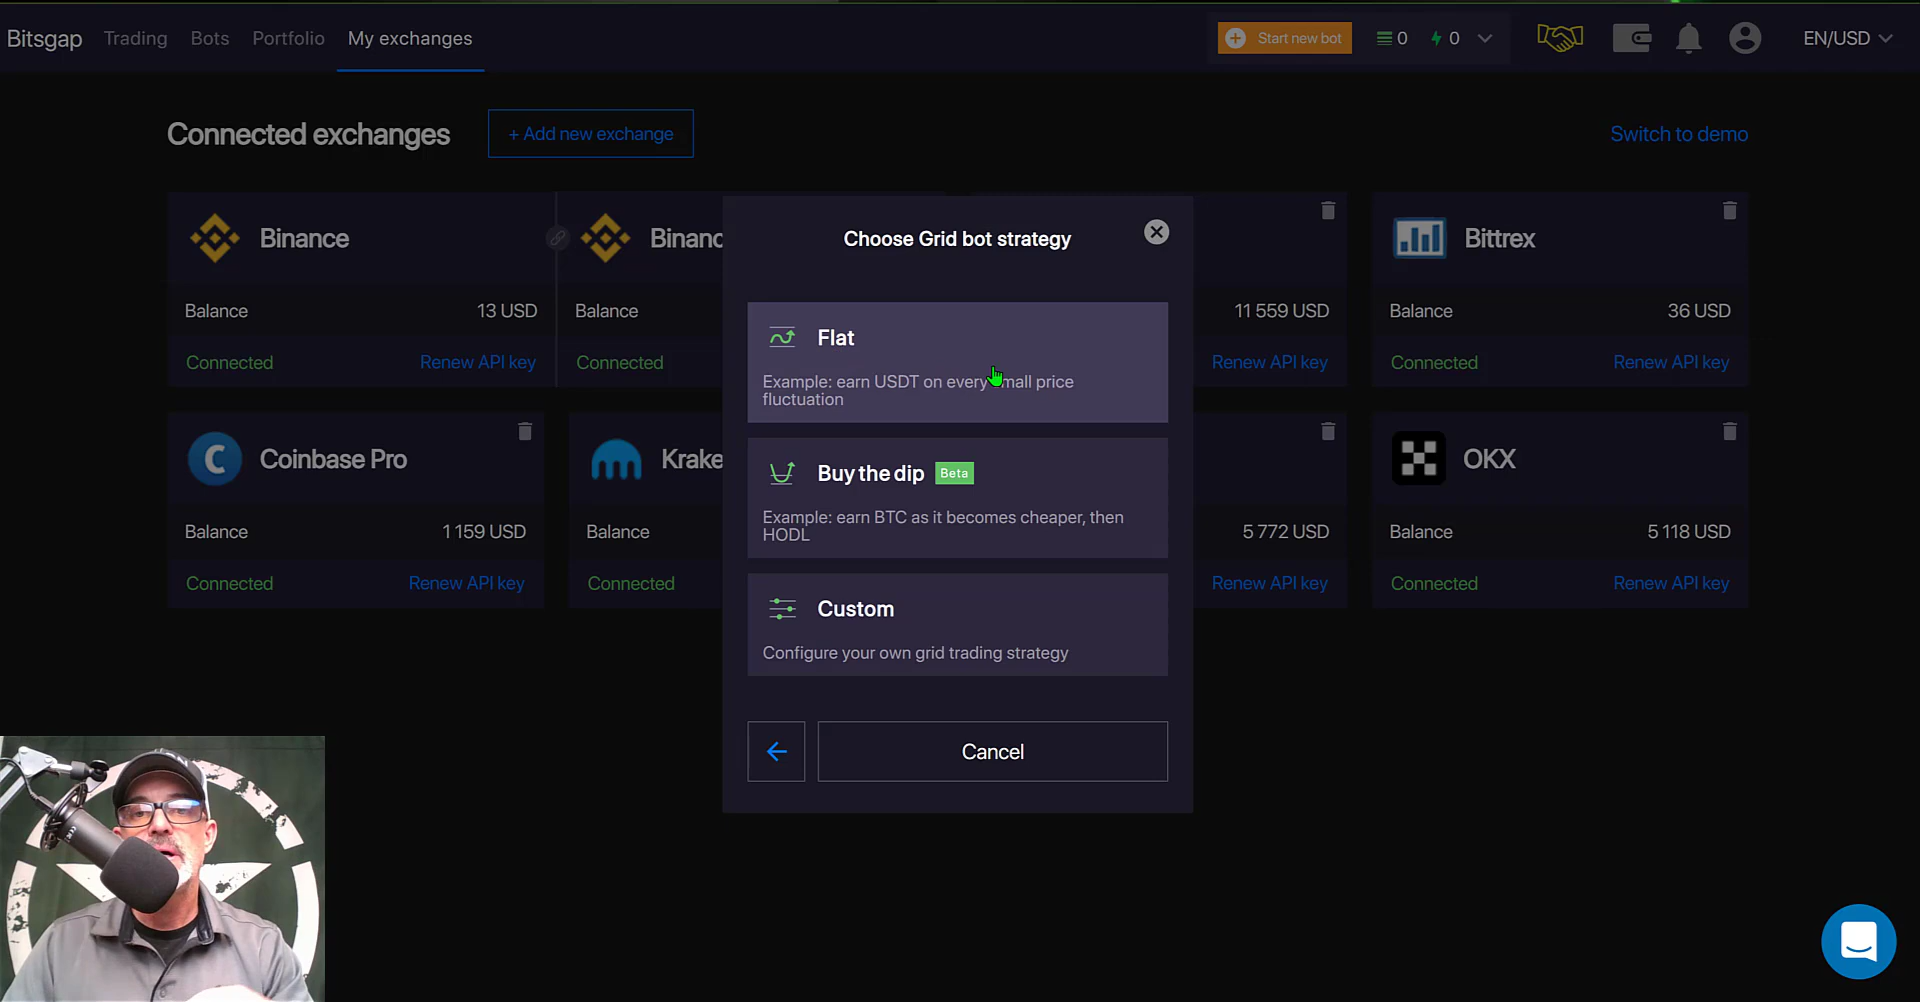 Bitsgap Trading Bots Portfolio My exchanges Start new bot 0 0 EN/USD
Connected exchanges + Add new exchange Switch to demo
Binance
Balance 13 USD
Connected Renew API key
Binanc
Balance
Connected
11 559 USD
Renew API key
Bittrex
Balance 36 USD
Connected Renew API key
Coinbase Pro
Balance 1 159 USD
Connected Renew API key
Krake
Balance
Connected
5 772 USD
Renew API key
OKX
Balance 5 118 USD
Connected Renew API key
Choose Grid bot strategy
Flat
Example: earn USDT on every small price
fluctuation
Buy the dip Beta
Example: earn BTC as it becomes cheaper, then
HODL
Custom
Configure your own grid trading strategy
Cancel